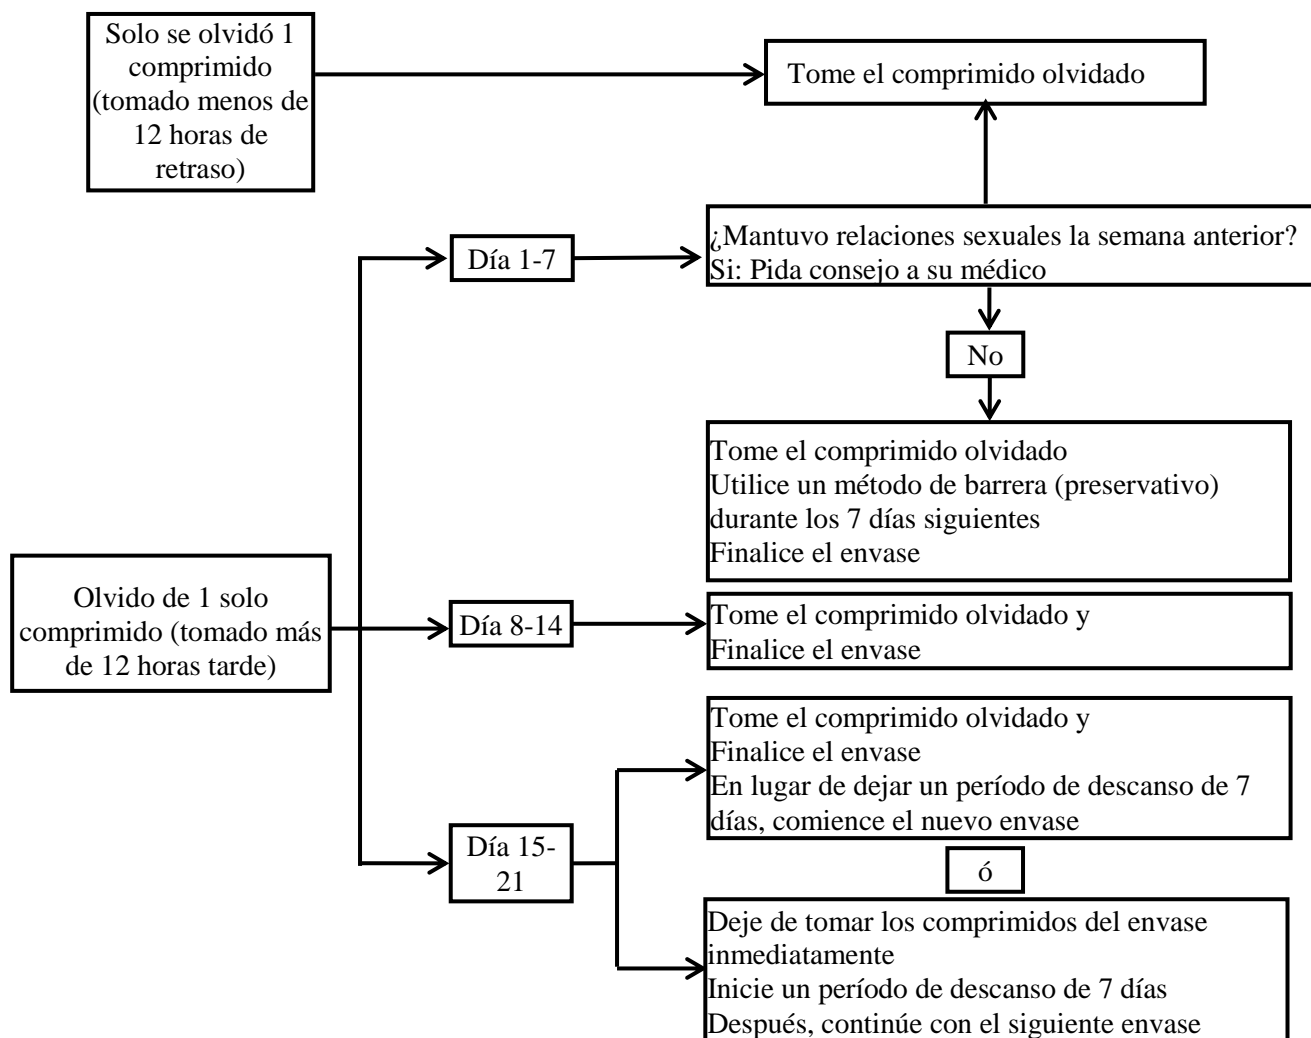 Solo se olvidó 1
comprimido
(tomado menos de
12 horas de
retraso)
Tome el comprimido olvidado
Día 1-7
¿Mantuvo relaciones sexuales la semana anterior?
Si: Pida consejo a su médico
No
Tome el comprimido olvidado
Utilice un método de barrera (preservativo)
durante los 7 días siguientes
Finalice el envase
Olvido de 1 solo
comprimido (tomado más
de 12 horas tarde)
Día 8-14
Tome el comprimido olvidado y
Finalice el envase
Día 15-
21
Tome el comprimido olvidado y
Finalice el envase
En lugar de dejar un período de descanso de 7
días, comience el nuevo envase
ó
Deje de tomar los comprimidos del envase
inmediatamente
Inicie un período de descanso de 7 días
Después, continúe con el siguiente envase